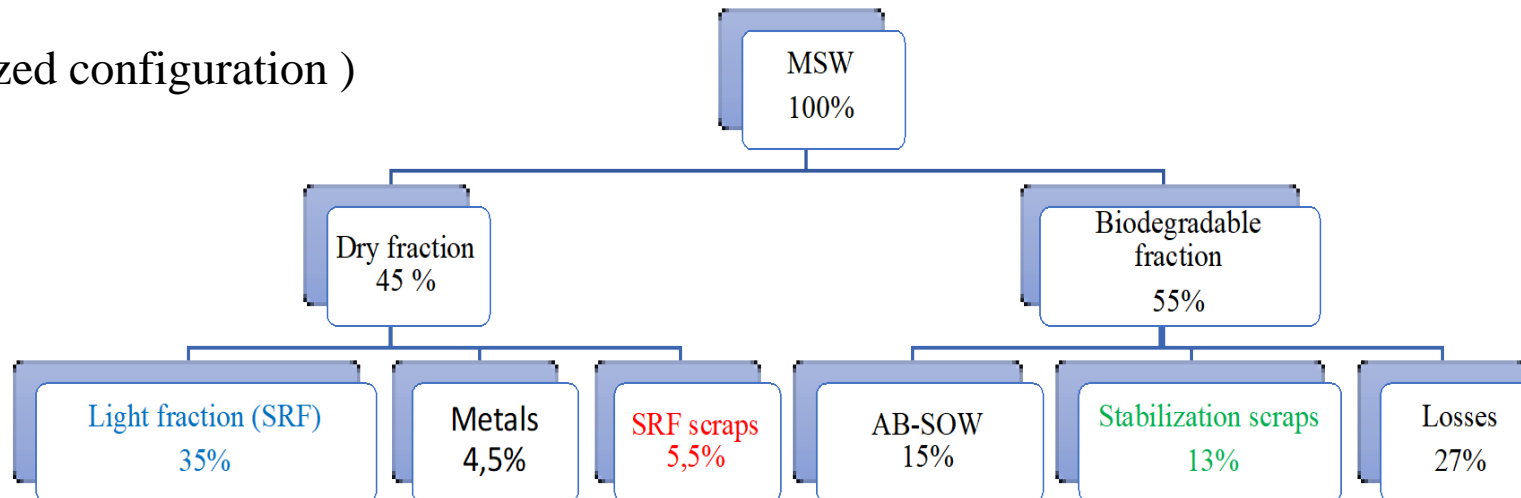 zed configuration )
MSW
100%
Dry fraction
45 %
Biodegradable
fraction
55%
Light fraction (SRF)
35%
Metals
4,5%
SRF scraps
5,5%
AB-SOW
15%
Stabilization scraps
13%
Losses
27%